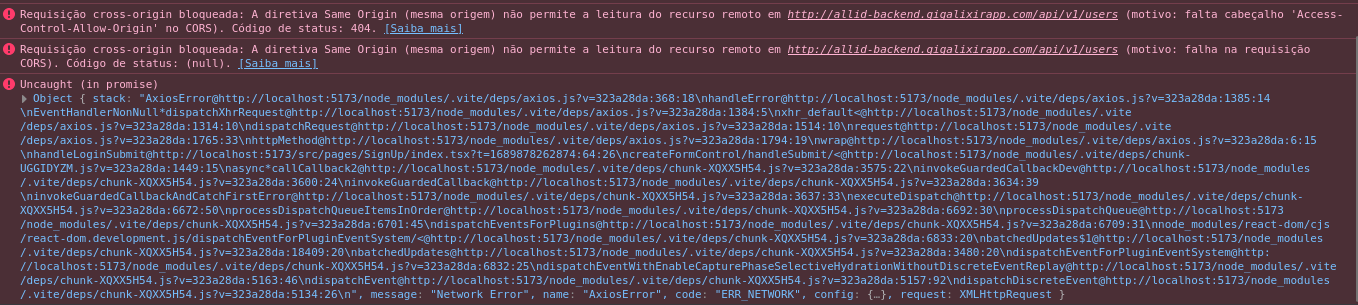 Requisição cross-origin bloqueada: A diretiva Same Origin (mesma origem) não permite a leitura do recurso remoto em http://allid-backend.gigalixirapp.com/api/v1/users (motivo: falta cabeçalho 'Access-
Control-Allow-Origin' no CORS). Código de status: 404. [Saiba mais]
Requisição cross-origin bloqueada: A diretiva Same Origin (mesma origem) não permite a leitura do recurso remoto em http://allid-backend.gigalixirapp.com/api/v1/users (motivo: falha na requisição
CORS). Código de status: (null). [Saiba mais]
Uncaught (in promise)
Object { stack: "AxiosError@http://localhost:5173/node_modules/.vite/deps/axios.js?v=323a28da:368:18\nhandleError@http://localhost:5173/node_modules/.vite/deps/axios.js?v=323a28da:1385:14
\nEventHandlerNonNull*dispatchXhrRequest@http://localhost:5173/node_modules/.vite/deps/axios.js?v=323a28da:1384:5\nxhr_default<@http://localhost:5173/node_modules/.vite
/deps/axios.js?v=323a28da:1314:10\ndispatchRequest@http://localhost:5173/node_modules/.vite/deps/axios.js?v=323a28da:1514:10\nrequest@http://localhost:5173/node_modules/.vite
/deps/axios.js?v=323a28da:1765:33\nhttpMethod@http://localhost:5173/node_modules/.vite/deps/axios.js?v=323a28da:1794:19\nwrap@http://localhost:5173/node_modules/.vite/deps/axios.js?v=323a28da:6:15
\nhandleLoginSubmit@http://localhost:5173/src/pages/SignUp/index.tsx?t=1689878262874:64:26\ncreateFormControl/handleSubmit/<@http://localhost:5173/node_modules/.vite/deps/chunk-
UGGIDYZM.js?v=323a28da:1449:15\nasync*callCallback2@http://localhost:5173/node_modules/.vite/deps/chunk-XQXX5H54.js?v=323a28da:3575:22\ninvokeGuardedCallbackDev@http://localhost:5173/node_modules
/.vite/deps/chunk-XQXX5H54.js?v=323a28da:3600:24\ninvokeGuardedCallback@http://localhost:5173/node_modules/.vite/deps/chunk-XQXX5H54.js?v=323a28da:3634:39
\ninvokeGuardedCallbackAndCatchFirstError@http://localhost:5173/node_modules/.vite/deps/chunk-XQXX5H54.js?v=323a28da:3637:33\nexecuteDispatch@http://localhost:5173/node_modules/.vite/deps/chunk-
XQXX5H54.js?v=323a28da:6672:50\nprocessDispatchQueueItemsInOrder@http://localhost:5173/node_modules/.vite/deps/chunk-XQXX5H54.js?v=323a28da:6692:30\nprocessDispatchQueue@http://localhost:5173
/node_modules/.vite/deps/chunk-XQXX5H54.js?v=323a28da:6701:45\ndispatchEventsForPlugins@http://localhost:5173/node_modules/.vite/deps/chunk-XQXX5H54.js?v=323a28da:6709:31\nnode_modules/react-dom/cjs
/react-dom.development.js/dispatchEventForPluginEventSystem/<@http://localhost:5173/node_modules/.vite/deps/chunk-XQXX5H54.js?v=323a28da:6833:20\nbatchedUpdates$1@http://localhost:5173/node_modules
/.vite/deps/chunk-XQXX5H54.js?v=323a28da:18409:20\nbatchedUpdates@http://localhost:5173/node_modules/.vite/deps/chunk-XQXX5H54.js?v=323a28da:3480:20\ndispatchEventForPluginEventSystem@http:
//localhost:5173/node_modules/.vite/deps/chunk-XQXX5H54.js?v=323a28da:6832:25\ndispatchEventWithEnableCapturePhaseSelectiveHydrationWithoutDiscreteEventReplay@http://localhost:5173/node_modules/.vite
/deps/chunk-XQXX5H54.js?v=323a28da:5163:46\ndispatchEvent@http://localhost:5173/node_modules/.vite/deps/chunk-XQXX5H54.js?v=323a28da:5157:92\ndispatchDiscreteEvent@http://localhost:5173/node_modules
/.vite/deps/chunk-XQXX5H54.js?v=323a28da:5134:26\n", message: "Network Error", name: "AxiosError", code: "ERR_NETWORK", config: {…}, request: XMLHttpRequest }